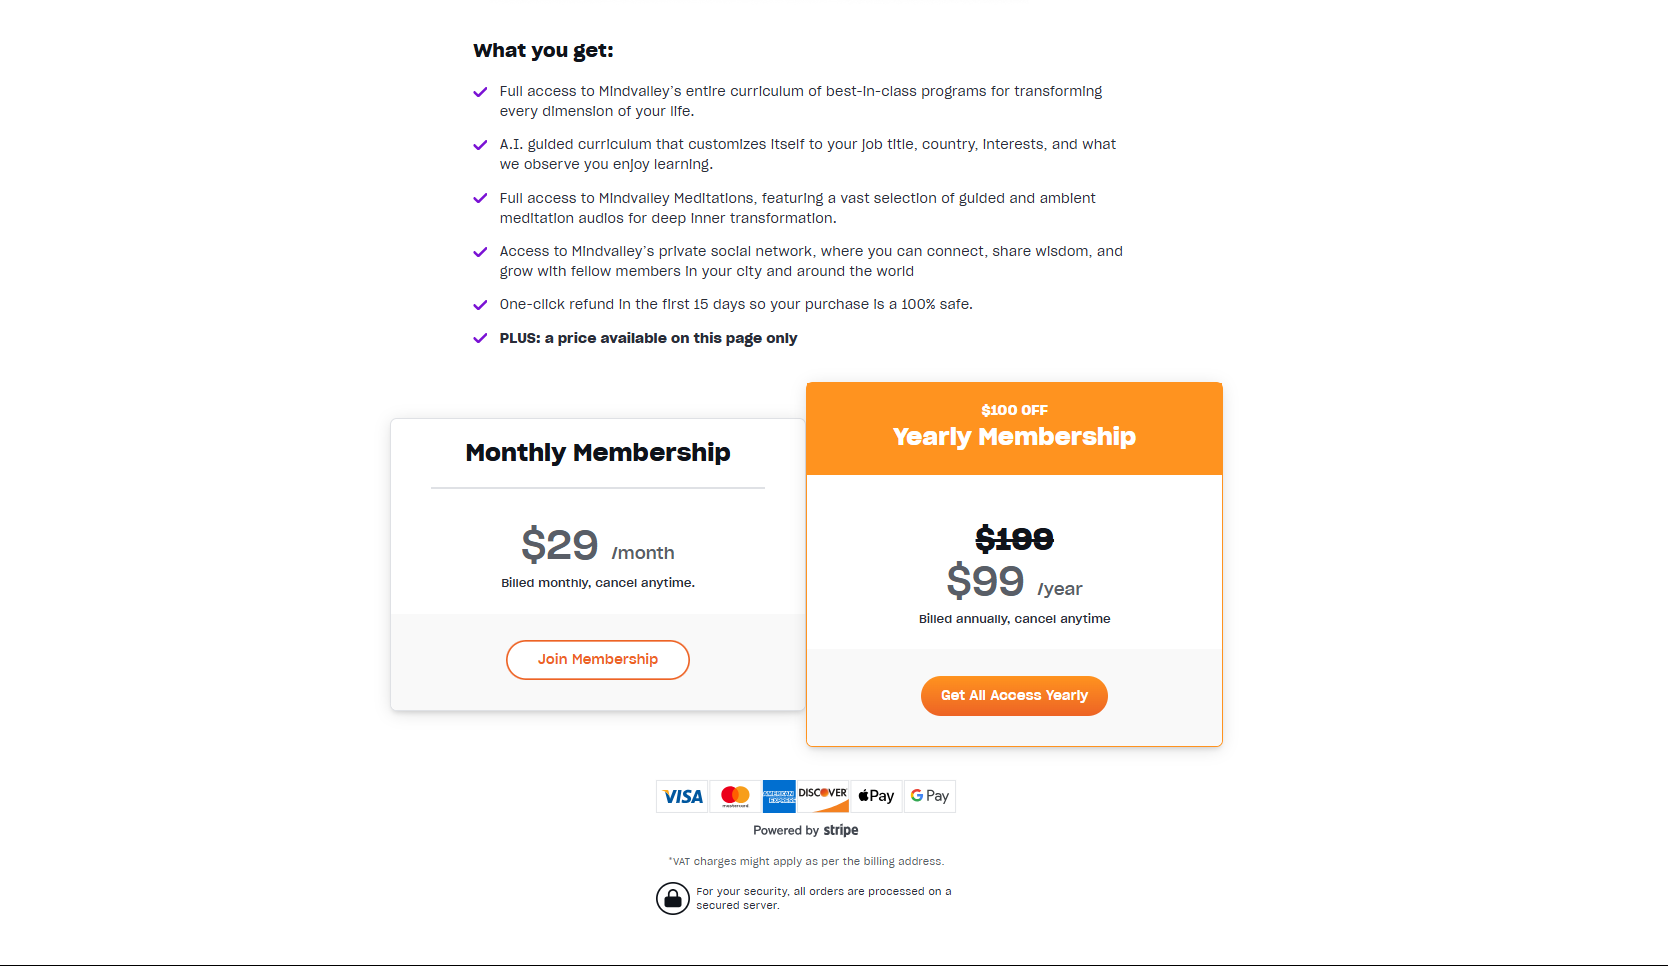 What you get:
Full access to Mindvalley's entire curriculum of best-in-class programs for transforming
every dimension of your life.
A.I. guided curriculum that customizes itself to your job title, country, interests, and what
we observe you enjoy learning.
Full access to Mindvalley Meditations, featuring a vast selection of guided and ambient
meditation audios for deep inner transformation.
Access to Mindvalley's private social network, where you can connect, share wisdom, and
grow with fellow members in your city and around the world
One-click refund in the first 15 days so your purchase is a 100% safe.
PLUS: a price available on this page only
Monthly Membership
$29 /month
Billed monthly, cancel anytime.
Join Membership
$100 OFF
Yearly Membership
$199
$99 /year
Billed annually, cancel anytime
Get All Access Yearly
VISA mastercard AMERICAN EXPRESS DISCOVER Pay G Pay
Powered by stripe
*VAT charges might apply as per the billing address.
For your security, all orders are processed on a
secured server.